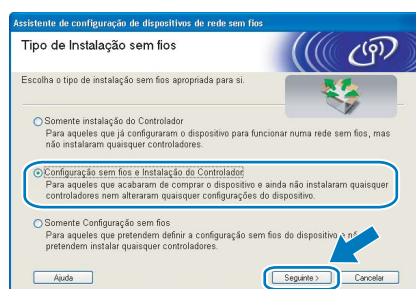 Assistente de configuração de dispositivos de rede sem fios
Tipo de Instalação sem fios
Escolha o tipo de instalação sem fios apropriada para si.
Somente instalação do Controlador
Para aqueles que já configuraram o dispositivo para funcionar numa rede sem fios, mas
não instalaram quaisquer controladores.
Configuração sem fios e Instalação do Controlador
Para aqueles que acabaram de comprar o dispositivo e ainda não instalaram quaisquer
controladores nem alteraram quaisquer configurações do dispositivo.
Somente Configuração sem fios
Para aqueles que pretendem definir a configuração sem fios do dispositivo e
pretendem instalar quaisquer controladores.
Ajuda
Seguinte >
Cancelar